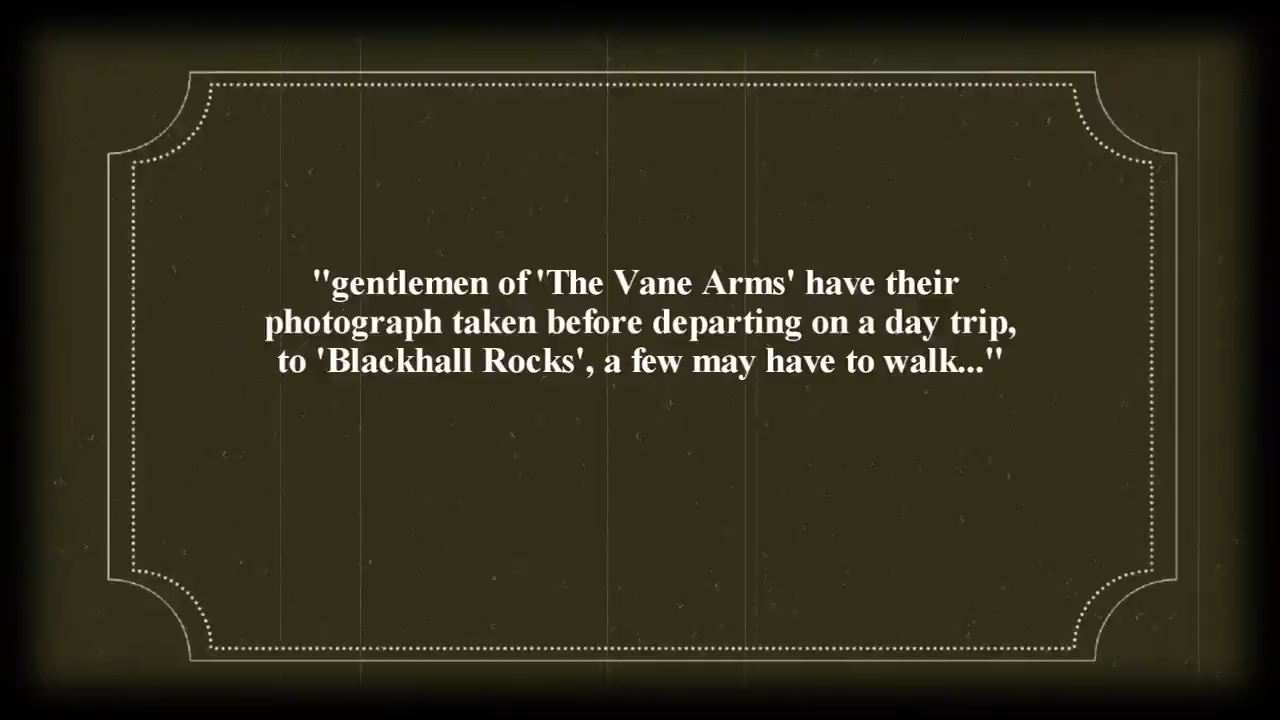 "gentlemen of 'The Vane Arms' have their
photograph taken before departing on a day trip,
to 'Blackhall Rocks', a few may have to walk..."